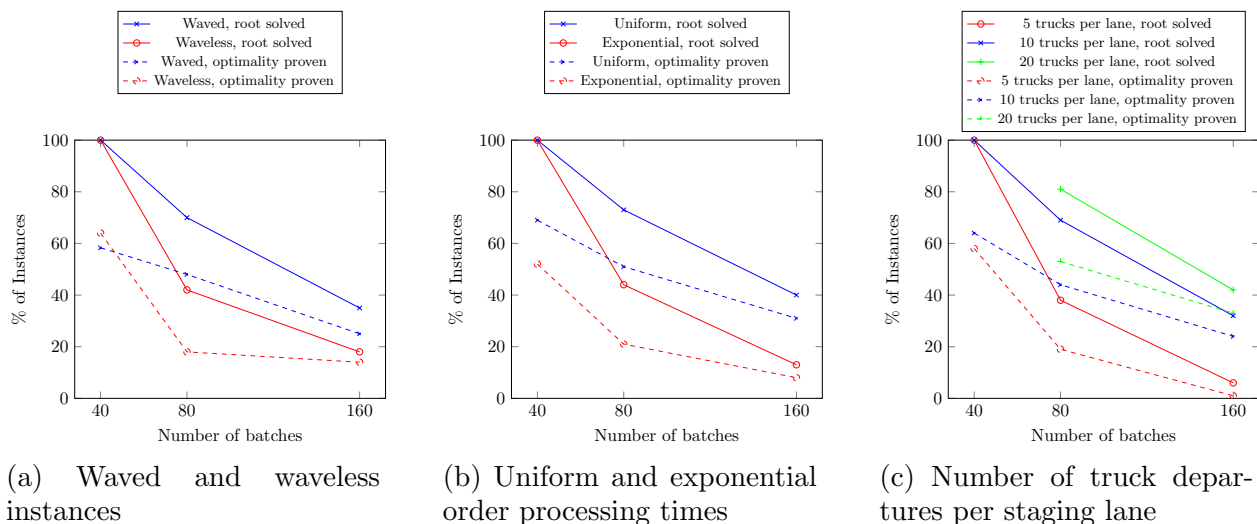 Waved, root solved
Waveless, root solved
Waved, optimality proven
Waveless, optimality proven
100
80
60
40
20
0
% of Instances
40
80
160
Number of batches
(a) Waved and waveless
instances
Uniform, root solved
Exponential, root solved
Uniform, optimality proven
Exponential, optimality proven
100
80
60
40
20
0
% of Instances
40
80
160
Number of batches
(b) Uniform and exponential
order processing times
5 trucks per lane, root solved
10 trucks per lane, root solved
20 trucks per lane, root solved
5 trucks per lane, optimality proven
10 trucks per lane, optmality proven
20 trucks per lane, optimality proven
100
80
60
40
20
0
% of Instances
40
80
160
Number of batches
(c) Number of truck depar-
tures per staging lane